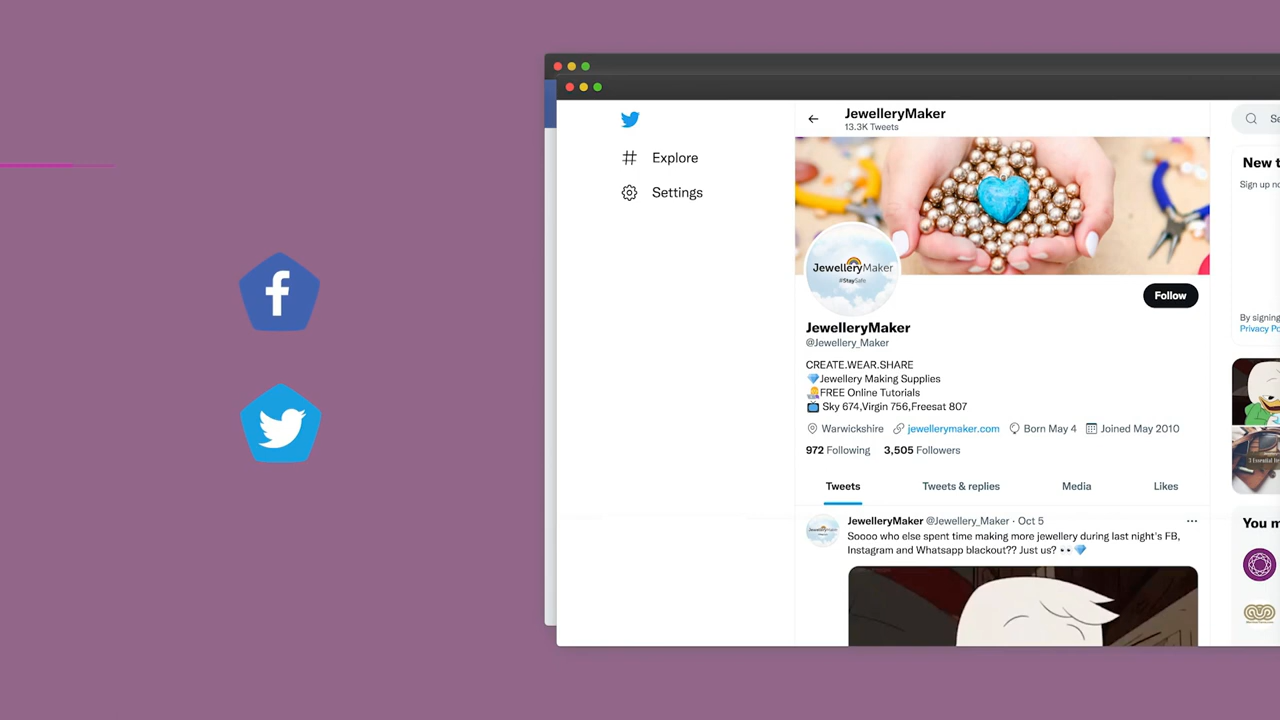 JewelleryMaker
13.3K Tweets
Explore
Settings
Se
New t
Sign up no
JewelleryMaker
#StaySafe
Follow
By signing
Privacy Po
JewelleryMaker
@Jewellery_Maker
CREATE.WEAR.SHARE
💎Jewellery Making Supplies
👷‍♀️FREE Online Tutorials
📺 Sky 674,Virgin 756,Freesat 807
Warwickshire jewellerymaker.com Born May 4 Joined May 2010
972 Following 3,505 Followers
Tweets Tweets & replies Media Likes
JewelleryMaker @Jewellery_Maker · Oct 5 ···
Soooo who else spent time making more jewellery during last night's FB,
Instagram and Whatsapp blackout?? Just us? 👀 💎
You m